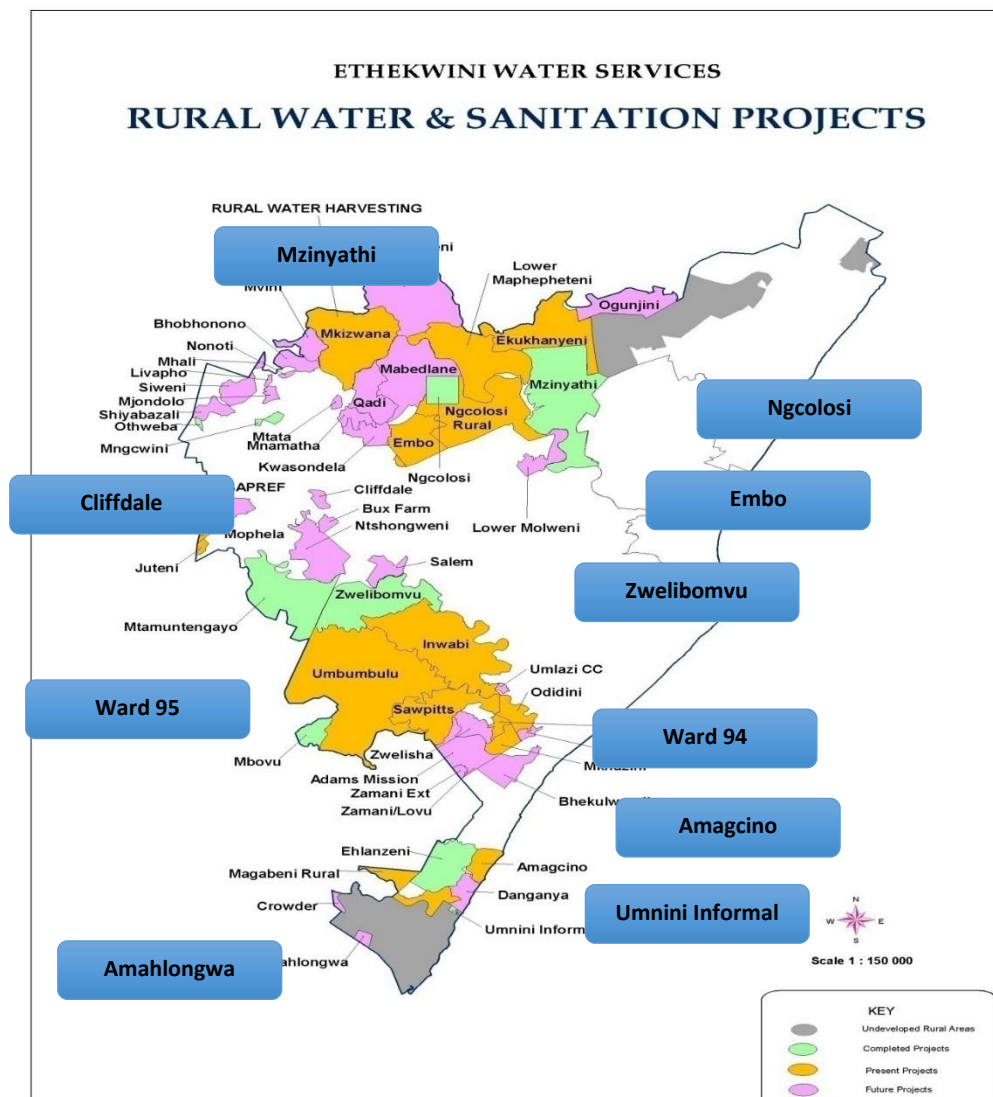 ETHEKWINI WATER SERVICES
RURAL WATER & SANITATION PROJECTS
RURAL WATER HARVESTING
Mzinyathi
Lower
Maphepheteni
Ogunjini
Bhobhonono
Mkizwana
Ekukhanyeni
Nonoti
Mhali
Livapho
Mabedlane
Mzinyathi
Siweni
Mjondolo
Qadi
Ngcolosi
Shiyabazali
Ngcolosi
Rural
Othweba
Mtata
Mngcwini
Mnamatha
Embo
Kwasondela
Ngcolosi
Cliffdale
Cliffdale
Embo
Bux Farm
Ntshongweni
Lower Molweni
Mophela
Juteni
Salem
Zwelibomvu
Zwelibomvu
Mtamuntengayo
Inwabi
Umbumbulu
Umlazi CC
Odidini
Ward 95
Sawpitts
Ward 94
Zwelisha
Mbovu
Adams Mission
Zamani Ext
Zamani/Lovu
Amagcino
Ehlanzeni
Amagcino
Magabeni Rural
Danganya
Crowder
Umnini Informal
Umnini Inform
Amahlongwa
N
W E
S
Scale 1 : 150 000
KEY
Undeveloped Rural Areas
Completed Projects
Present Projects
Future Projects